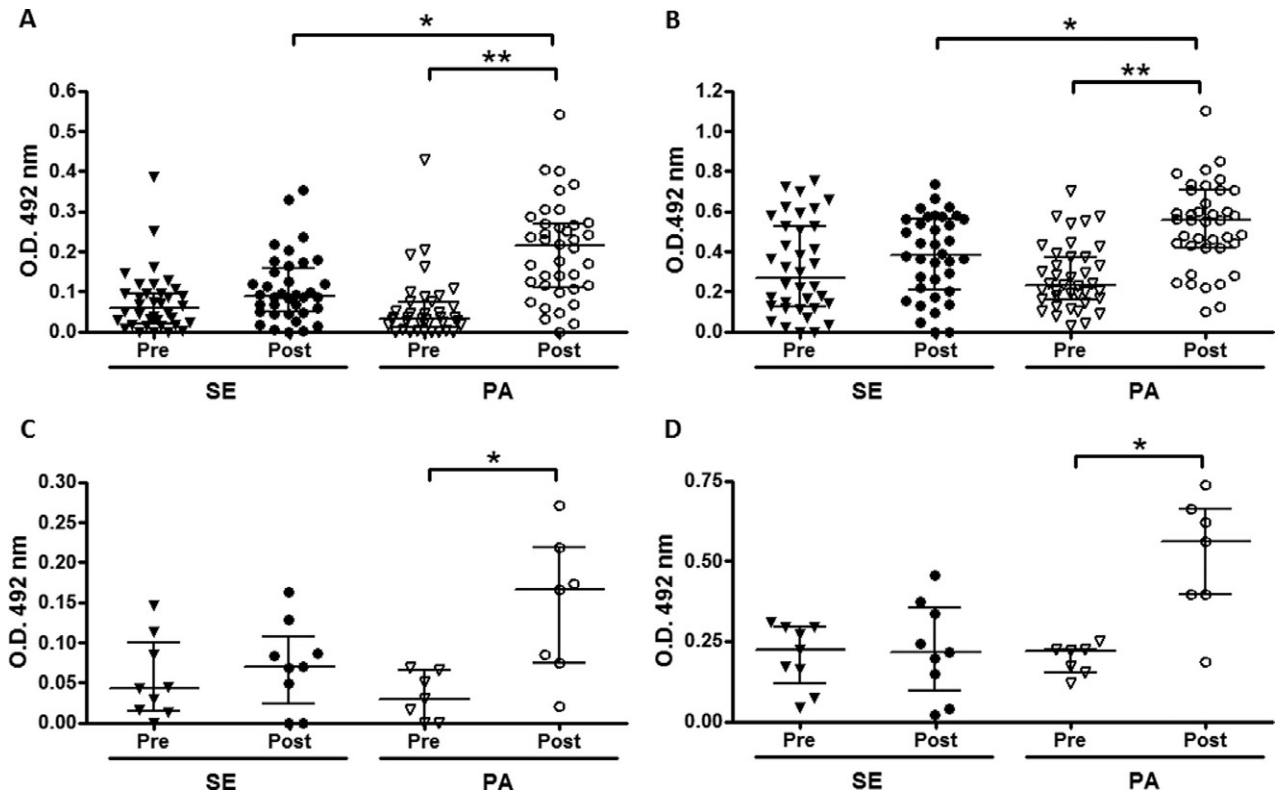 A
*
**
O.D. 492 nm
0.6
0.5
0.4
0.3
0.2
0.1
0.0
Pre Post Pre Post
SE PA
B
*
**
O.D.492 nm
1.2
1.0
0.8
0.6
0.4
0.2
0.0
Pre Post Pre Post
SE PA
C
*
O.D. 492 nm
0.30
0.25
0.20
0.15
0.10
0.05
0.00
Pre Post Pre Post
SE PA
D
*
O.D. 492 nm
0.75
0.50
0.25
0.00
Pre Post Pre Post
SE PA